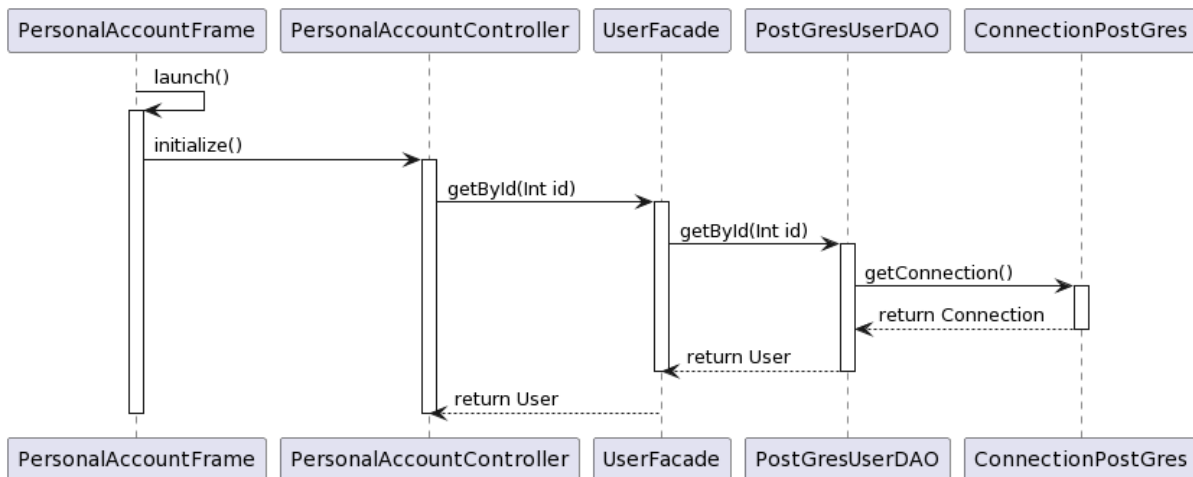 PersonalAccountFrame PersonalAccountController UserFacade PostGresUserDAO ConnectionPostGres
launch()
initialize()
getById(Int id)
getById(Int id)
getConnection()
return Connection
return User
return User
PersonalAccountFrame PersonalAccountController UserFacade PostGresUserDAO ConnectionPostGres